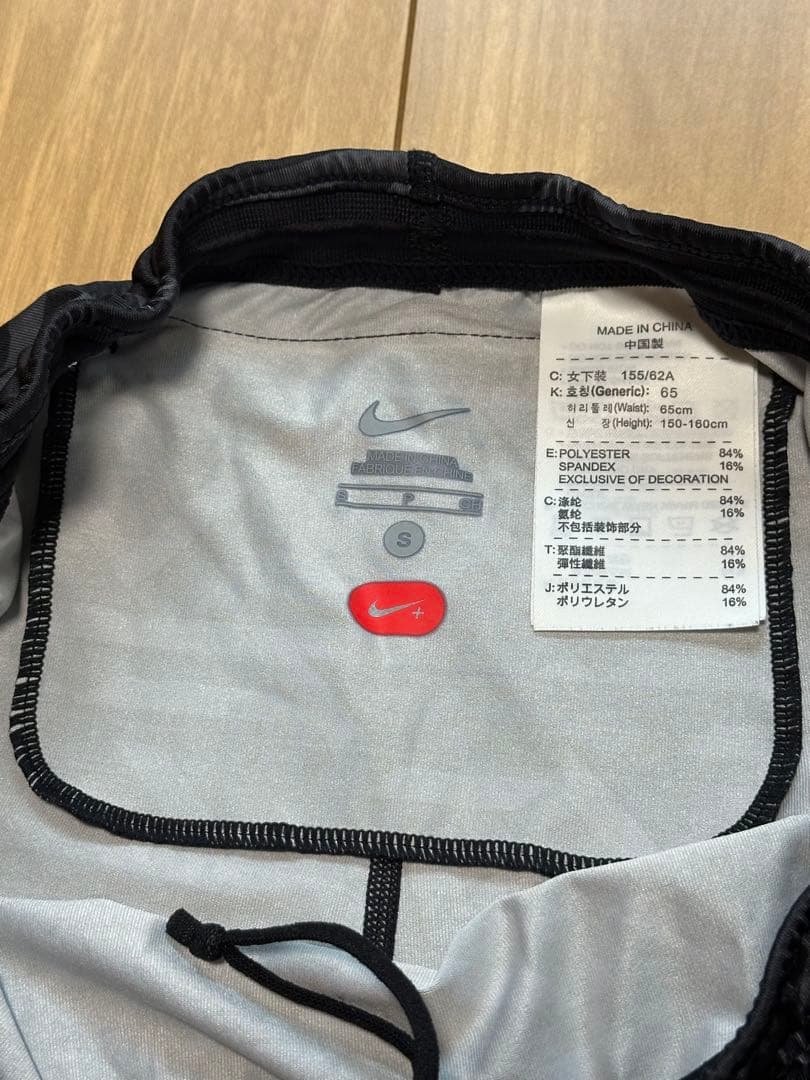 MADE IN CHINA
FABRIQUE EN CHINE
S P CH
S
MADE IN CHINA
中国製
C: 女下装 155/62A
K: 호칭(Generic): 65
허리둘레(Waist): 65cm
신 장(Height): 150-160cm
E: POLYESTER 84%
SPANDEX 16%
EXCLUSIVE OF DECORATION
C: 涤纶 84%
氨纶 16%
不包括装饰部分
T: 聚酯纖維 84%
彈性纖維 16%
J: ポリエステル 84%
ポリウレタン 16%